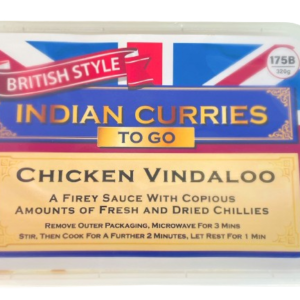 BRITISH STYLE
175B
320g
INDIAN CURRIES
TO GO
CHICKEN VINDALOO
A FIREY SAUCE WITH COPIOUS
AMOUNTS OF FRESH AND DRIED CHILLIES
REMOVE OUTER PACKAGING, MICROWAVE FOR 3 MINS
STIR, THEN COOK FOR A FURTHER 2 MINUTES, LET REST FOR 1 MIN